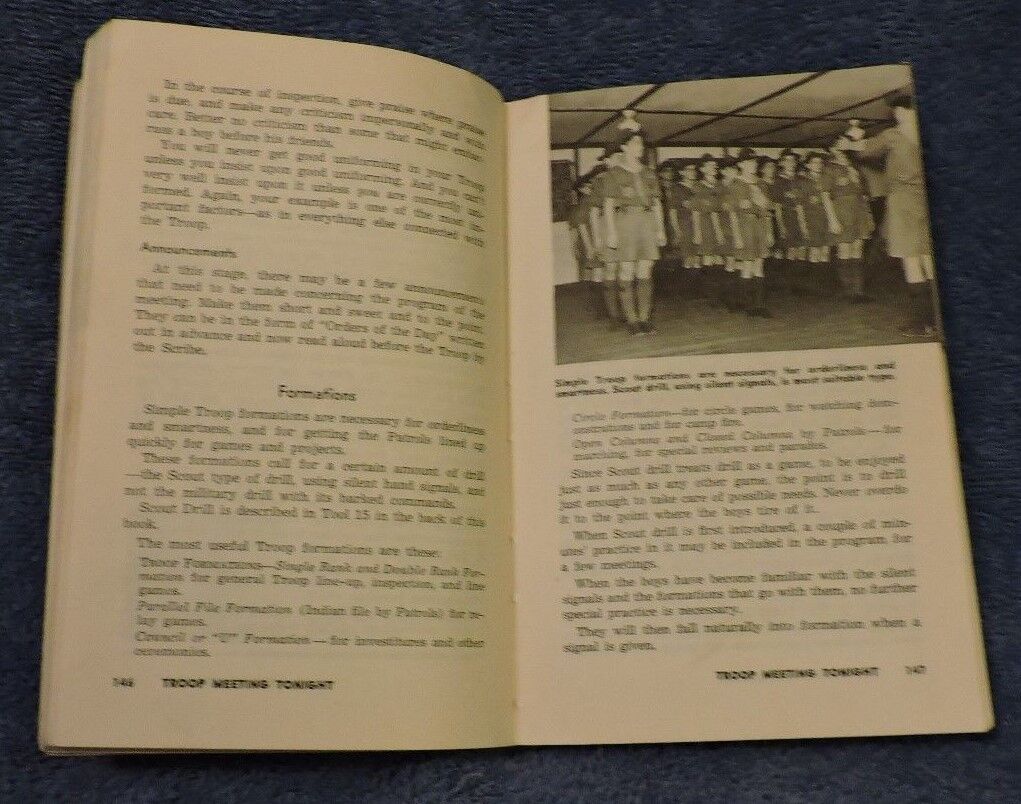 In the course of inspection, give praise where praise
is due, and make any criticism impersonally and with
care. Better no criticism than some that might embar-
rass a boy before his friends.
You will never get good uniforming in your Troop
unless you insist upon good uniforming. And you can't
very well insist upon it unless you are correctly uni-
formed. Again, your example is one of the most im-
portant factors—as in everything else connected with
the Troop.
Announcements
At this stage, there may be a few announcements
that need to be made concerning the program of the
meeting. Make them short and sweet and to the point.
They can be in the form of "Orders of the Day" written
out in advance and now read aloud before the Troop by
the Scribe.
Formations
Simple Troop formations are necessary for orderliness
and smartness, and for getting the Patrols lined up
quickly for games and projects.
These formations call for a certain amount of drill
—the Scout type of drill, using silent hand signals, and
not the military drill with its barked commands.
Scout Drill is described in Tool 15 in the back of this
book.
The most useful Troop formations are these:
TROOP FORMATIONS—Single Rank and Double Rank For-
mation for general Troop line-up, inspection, and line
games.
Parallel File Formation (Indian file by Patrols) for re-
lay games.
Council or "U" Formation—for investitures and other
ceremonies.
146 TROOP MEETING TONIGHT
Simple Troop formations are necessary for orderliness and
smartness. Scout drill, using silent signals, is most suitable type.
Circle Formation—for circle games, for watching dem-
onstrations and for camp fire.
Open Columns and Closed Columns by Patrols—for
marching, for special reviews and parades.
Since Scout drill treats drill as a game, to be enjoyed
just as much as any other game, the point is to drill
just enough to take care of possible needs. Never overdo
it to the point where the boys tire of it.
When Scout drill is first introduced, a couple of min-
utes' practice in it may be included in the program for
a few meetings.
When the boys have become familiar with the silent
signals and the formations that go with them, no further
special practice is necessary.
They will then fall naturally into formation when a
signal is given.
TROOP MEETING TONIGHT 147